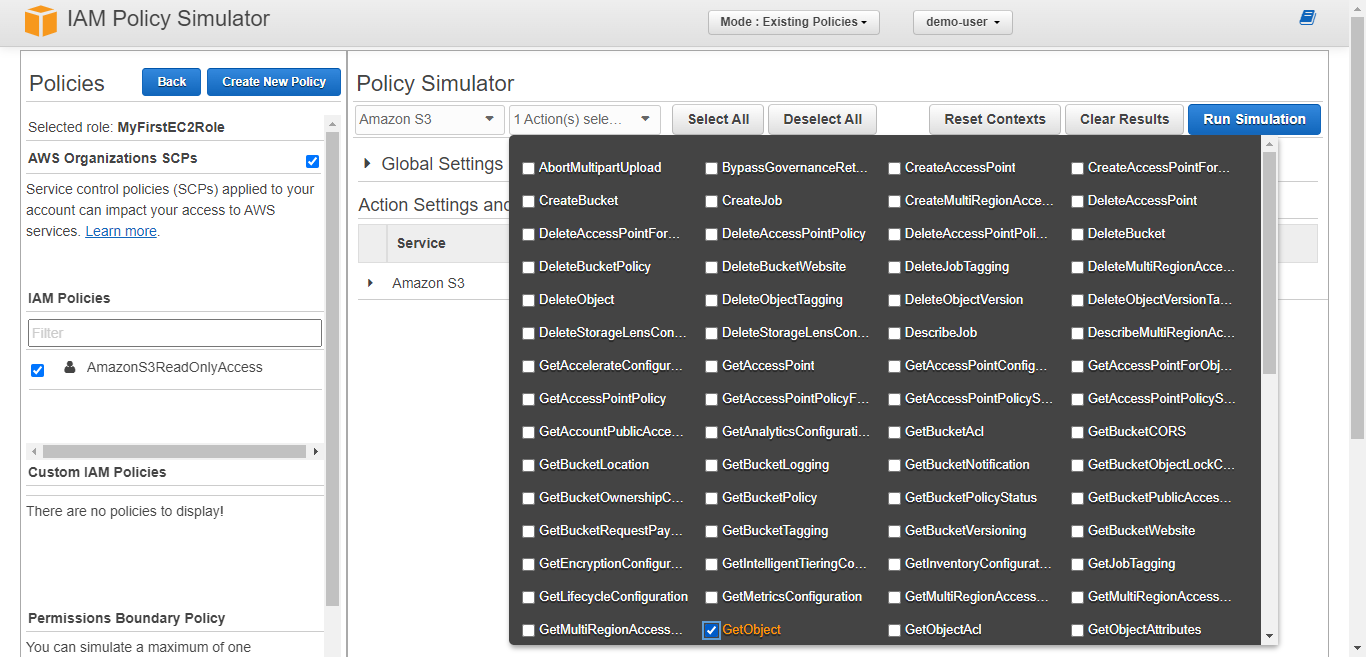 IAM Policy Simulator
Mode : Existing Policies
demo-user
Policies
Back
Create New Policy
Selected role: MyFirstEC2Role
AWS Organizations SCPs
Service control policies (SCPs) applied to your
account can impact your access to AWS
services. Learn more.
IAM Policies
Filter
AmazonS3ReadOnlyAccess
Custom IAM Policies
There are no policies to display!
Permissions Boundary Policy
You can simulate a maximum of one
Policy Simulator
Amazon S3
1 Action(s) sele...
Select All
Deselect All
Reset Contexts
Clear Results
Run Simulation
Global Settings
Action Settings and
Service
Amazon S3
AbortMultipartUpload BypassGovernanceRet... CreateAccessPoint CreateAccessPointFor...
CreateBucket CreateJob CreateMultiRegionAcce... DeleteAccessPoint
DeleteAccessPointFor... DeleteAccessPointPolicy DeleteAccessPointPoli... DeleteBucket
DeleteBucketPolicy DeleteBucketWebsite DeleteJobTagging DeleteMultiRegionAcce...
DeleteObject DeleteObjectTagging DeleteObjectVersion DeleteObjectVersionTa...
DeleteStorageLensCon... DeleteStorageLensCon... DescribeJob DescribeMultiRegionAc...
GetAccelerateConfigur... GetAccessPoint GetAccessPointConfig... GetAccessPointForObj...
GetAccessPointPolicy GetAccessPointPolicyF... GetAccessPointPolicyS... GetAccessPointPolicyS...
GetAccountPublicAcce... GetAnalyticsConfigurati... GetBucketAcl GetBucketCORS
GetBucketLocation GetBucketLogging GetBucketNotification GetBucketObjectLockC...
GetBucketOwnershipC... GetBucketPolicy GetBucketPolicyStatus GetBucketPublicAcces...
GetBucketRequestPay... GetBucketTagging GetBucketVersioning GetBucketWebsite
GetEncryptionConfigur... GetIntelligentTieringCo... GetInventoryConfigurat... GetJobTagging
GetLifecycleConfiguration GetMetricsConfiguration GetMultiRegionAccess... GetMultiRegionAccess...
GetMultiRegionAccess... GetObject GetObjectAcl GetObjectAttributes